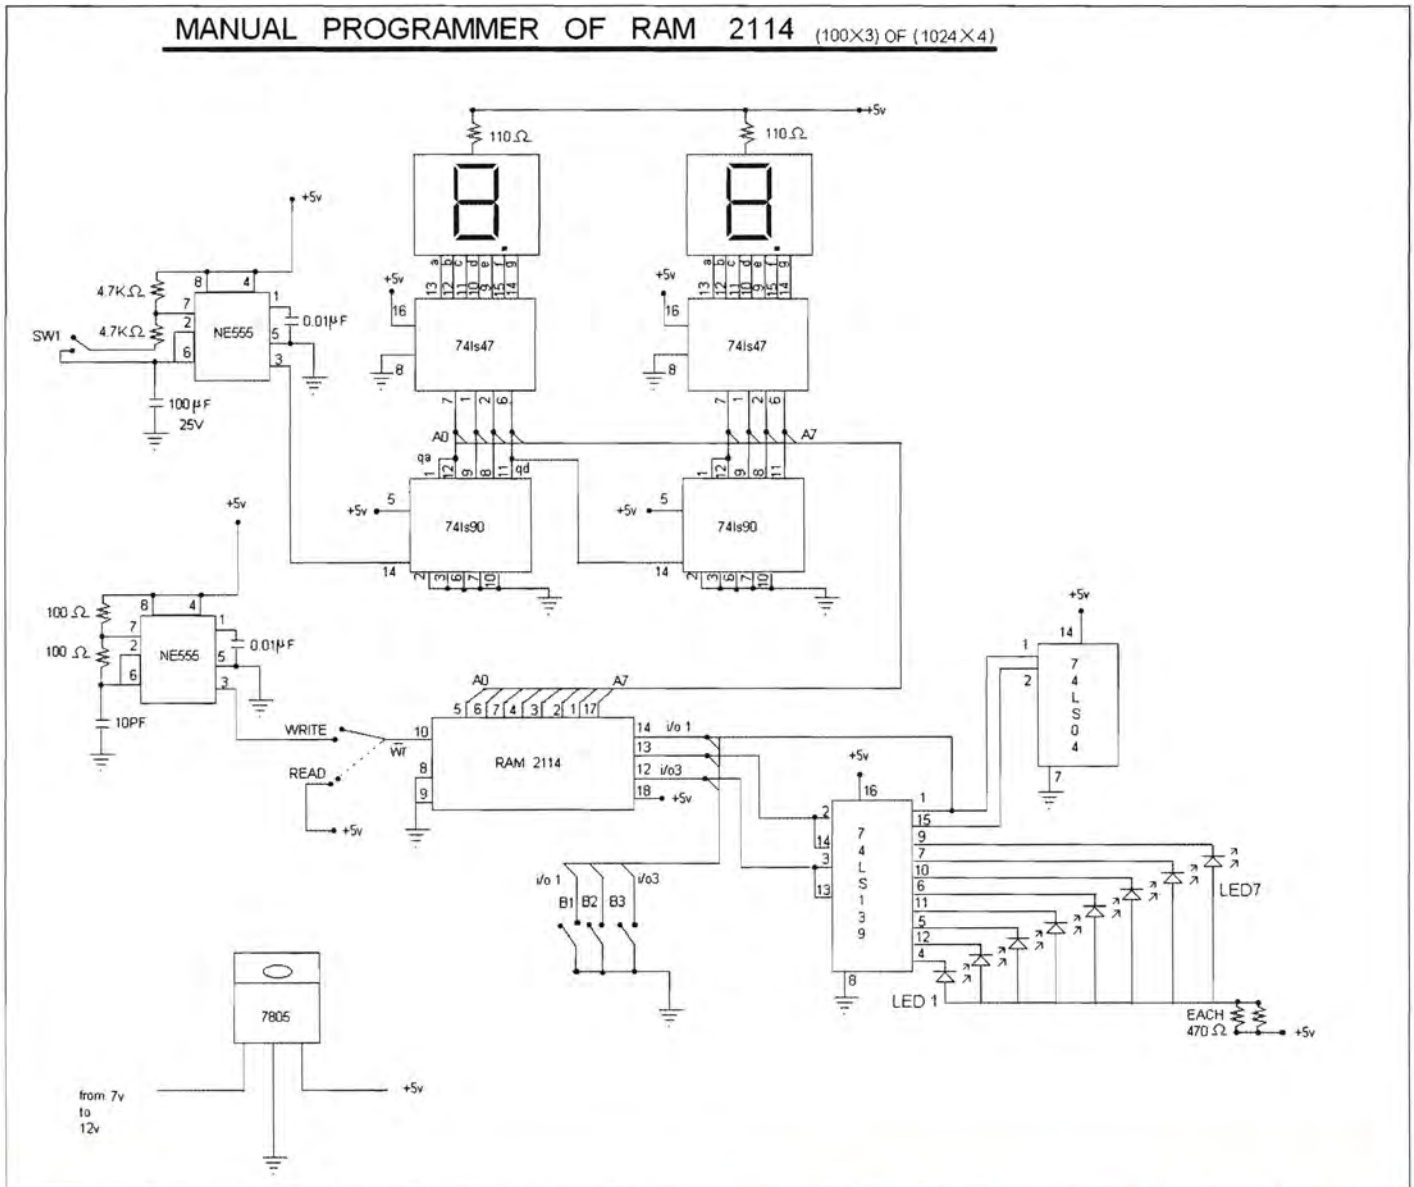 MANUAL PROGRAMMER OF RAM 2114 (100X3) OF (1024X4)
+5v
110Ω
110Ω
+5v
a b c d e f g
13 12 11 10 9 15 14
+5v
16
74ls47
8
7 1 2 6
a b c d e f g
13 12 11 10 9 15 14
+5v
16
74ls47
8
7 1 2 6
8 4
4.7KΩ
7
1
2
0.01µF
SW1
4.7KΩ
NE555
5
6
3
100µF
25V
A0
A7
qa
qd
1 12 9 8 11
+5v
5
74ls90
14
2 3 6 7 10
1 12 9 8 11
+5v
5
74ls90
14
2 3 6 7 10
+5v
8 4
100 Ω
7
1
2
0.01µF
100 Ω
NE555
5
6
3
10PF
A0
A7
5 6 7 4 3 2 1 17
WRITE
10
Wr
READ
8
RAM 2114
9
+5v
14 i/o 1
13
12 i/o3
18
+5v
+5v
14
1
2
74LS04
7
+5v
16
1
2
15
14
9
3
7
13
10
6
11
5
12
4
74LS139
8
LED7
LED 1
EACH
470 Ω
+5v
i/o 1
i/o3
B1 B2 B3
7805
from 7v
to
12v
+5v